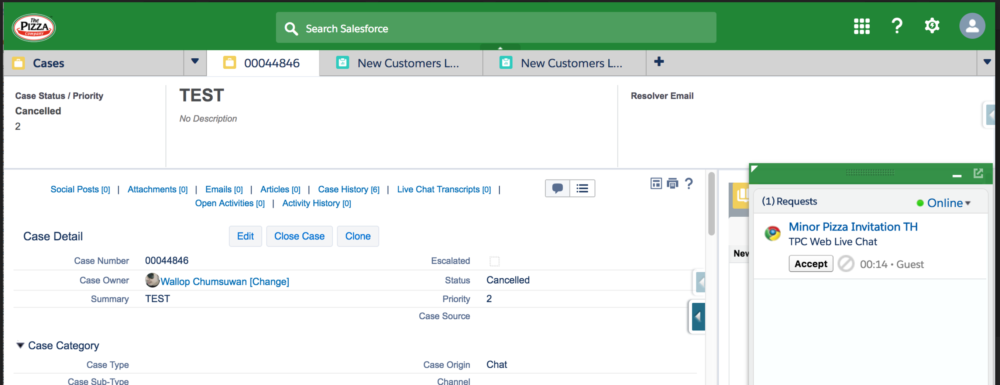 The
PIZZA
Company
Search Salesforce
Cases
00044846
New Customers L...
New Customers L...
Case Status / Priority
Cancelled
2
TEST
No Description
Resolver Email
Social Posts [0] | Attachments [0] | Emails [0] | Articles [0] | Case History [6] | Live Chat Transcripts [0] |
Open Activities [0] | Activity History [0]
Case Detail
Edit
Close Case
Clone
Case Number 00044846
Escalated
Case Owner Wallop Chumsuwan [Change]
Status Cancelled
Summary TEST
Priority 2
Case Source
Case Category
Case Type
Case Origin Chat
Case Sub-Type
Channel
New
(1) Requests
Online
Minor Pizza Invitation TH
TPC Web Live Chat
Accept
00:14 • Guest